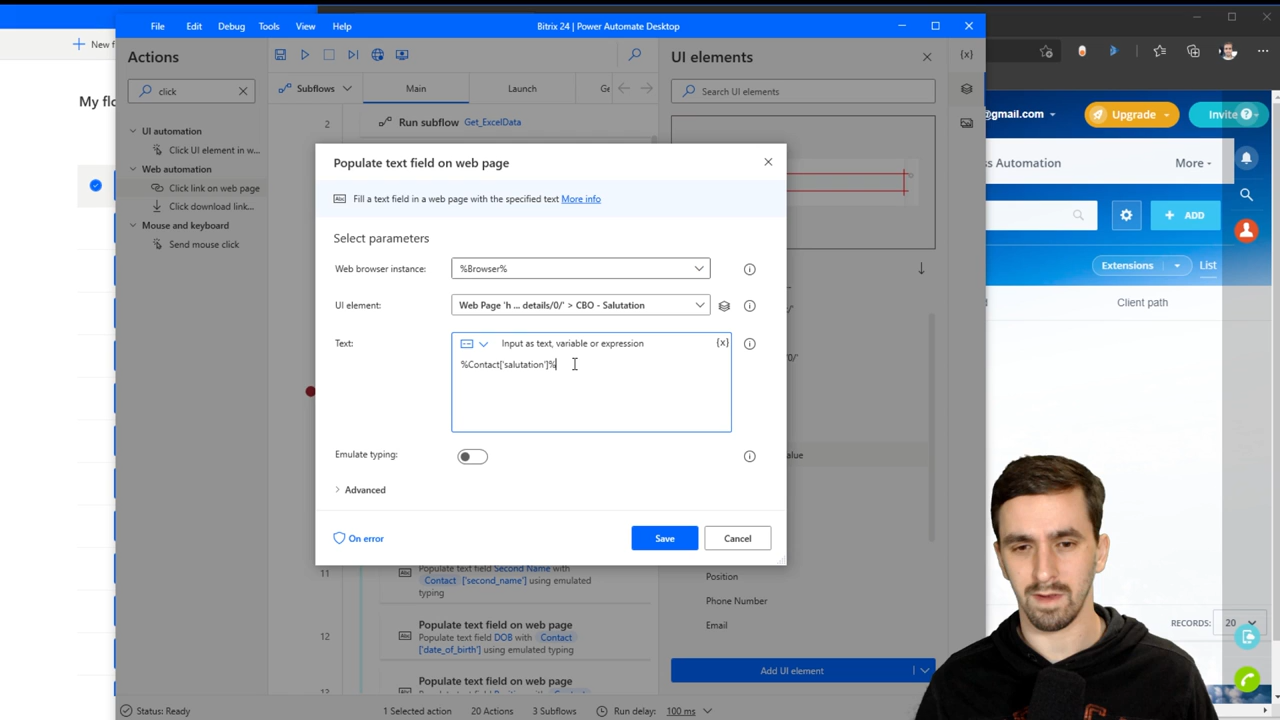 File Edit Debug Tools View Help
Bitrix 24 | Power Automate Desktop
New f
My flo
Actions
click
UI automation
Click UI element in w...
Web automation
Click link on web page
Click download link...
Mouse and keyboard
Send mouse click
Subflows
Main
Launch
Ge
2
Run subflow Get_ExcelData
UI elements
{x}
Search UI elements
Populate text field on web page
Abc Fill a text field in a web page with the specified text More info
Select parameters
Web browser instance:
%Browser%
UI element:
Web Page 'h ... details/0/' > CBO - Salutation
Text:
Input as text, variable or expression
{x}
%Contact['salutation']%
Emulate typing:
Advanced
On error
Save
Cancel
/0/'
alue
11
Abc
Populate text field Second Name with
Contact ['second_name'] using emulated
typing
12
Populate text field on web page
Abc
Populate text field DOB with Contact
['date_of_birth'] using emulated typing
Populate text field on web page
Position
Phone Number
Email
Add UI element
Status: Ready
1 Selected action
20 Actions
3 Subflows
Run delay:
100 ms
@gmail.com
Upgrade
Invite
ss Automation
More
ADD
Extensions
List
Client path
RECORDS:
20